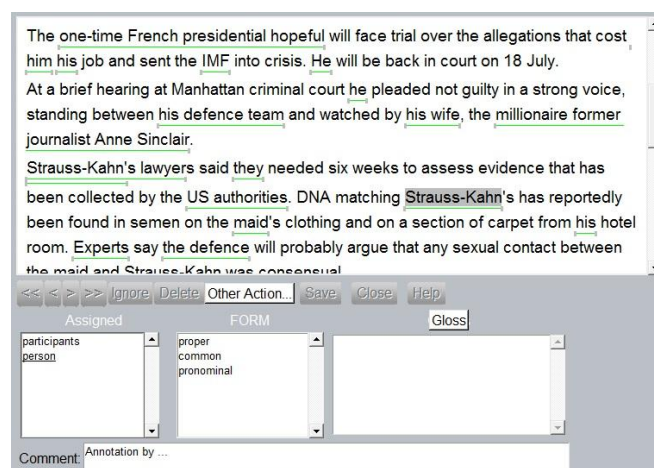 The one-time French presidential hopeful will face trial over the allegations that cost
him his job and sent the IMF into crisis. He will be back in court on 18 July.
At a brief hearing at Manhattan criminal court he pleaded not guilty in a strong voice,
standing between his defence team and watched by his wife, the millionaire former
journalist Anne Sinclair.
Strauss-Kahn's lawyers said they needed six weeks to assess evidence that has
been collected by the US authorities. DNA matching Strauss-Kahn's has reportedly
been found in semen on the maid's clothing and on a section of carpet from his hotel
room. Experts say the defence will probably argue that any sexual contact between
the maid and Strauss-Kahn was consensual
<< < > >> Ignore Delete Other Action... Save Close Help
Assigned FORM Gloss
participants proper
person common
pronominal
Comment: Annotation by ...